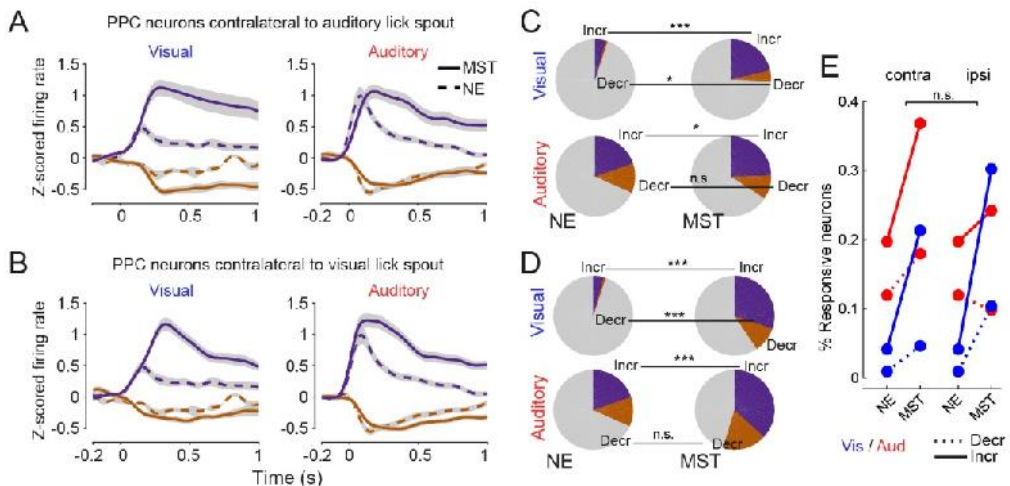 A
PPC neurons contralateral to auditory lick spout
Visual
Auditory
MST
NE
Z-scored firing rate
1.5
1
0.5
0
-0.5
0
0.5
1
-0.2
0
0.5
1
B
PPC neurons contralateral to visual lick spout
Visual
Auditory
Z-scored firing rate
1.5
1
0.5
0
-0.5
-0.2
0
0.5
1
-0.2
0
0.5
1
Time (s)
C
Visual
Incr
***
Incr
Decr
*
Decr
Auditory
Incr
*
Incr
Decr
n.s
Decr
NE
MST
D
Visual
Incr
***
Incr
Decr
***
Decr
Auditory
Incr
***
Incr
Decr
n.s.
Decr
NE
MST
E
contra
ipsi
n.s.
% Responsive neurons
0.4
0.3
0.2
0.1
0
NE
MST
NE
MST
Vis / Aud
Decr
Incr